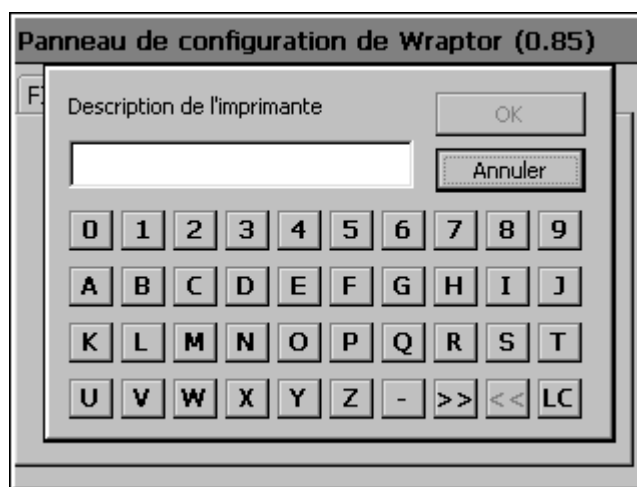 Panneau de configuration de Wraptor (0.85)
Description de l'imprimante
OK
Annuler
0 1 2 3 4 5 6 7 8 9
A B C D E F G H I J
K L M N O P Q R S T
U V W X Y Z - >> << LC